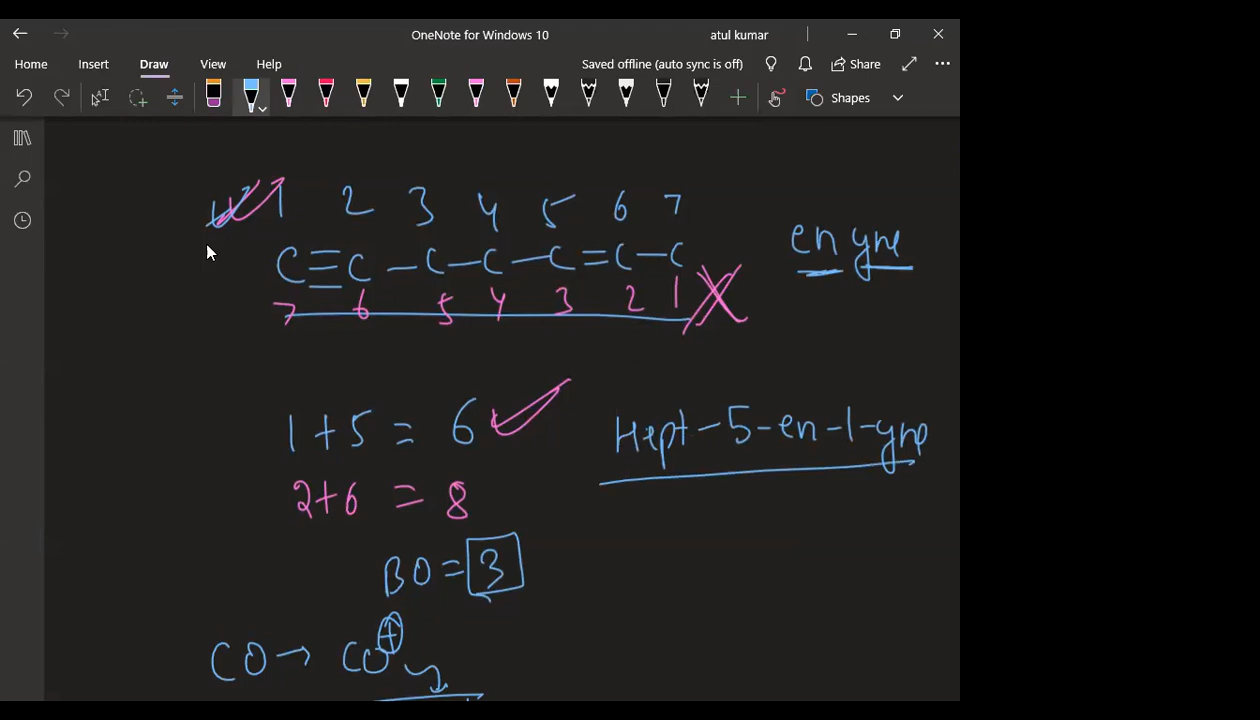 OneNote for Windows 10
atul kumar
Home Insert Draw View Help
Saved offline (auto sync is off)
Share
Shapes
1 2 3 4 5 6 7
C≡C-C-C-C=C-C
en yne
7 6 5 4 3 2 1
1+5 = 6
Hept-5-en-1-yne
2+6 = 8
BO = 3
CO → CO⊕